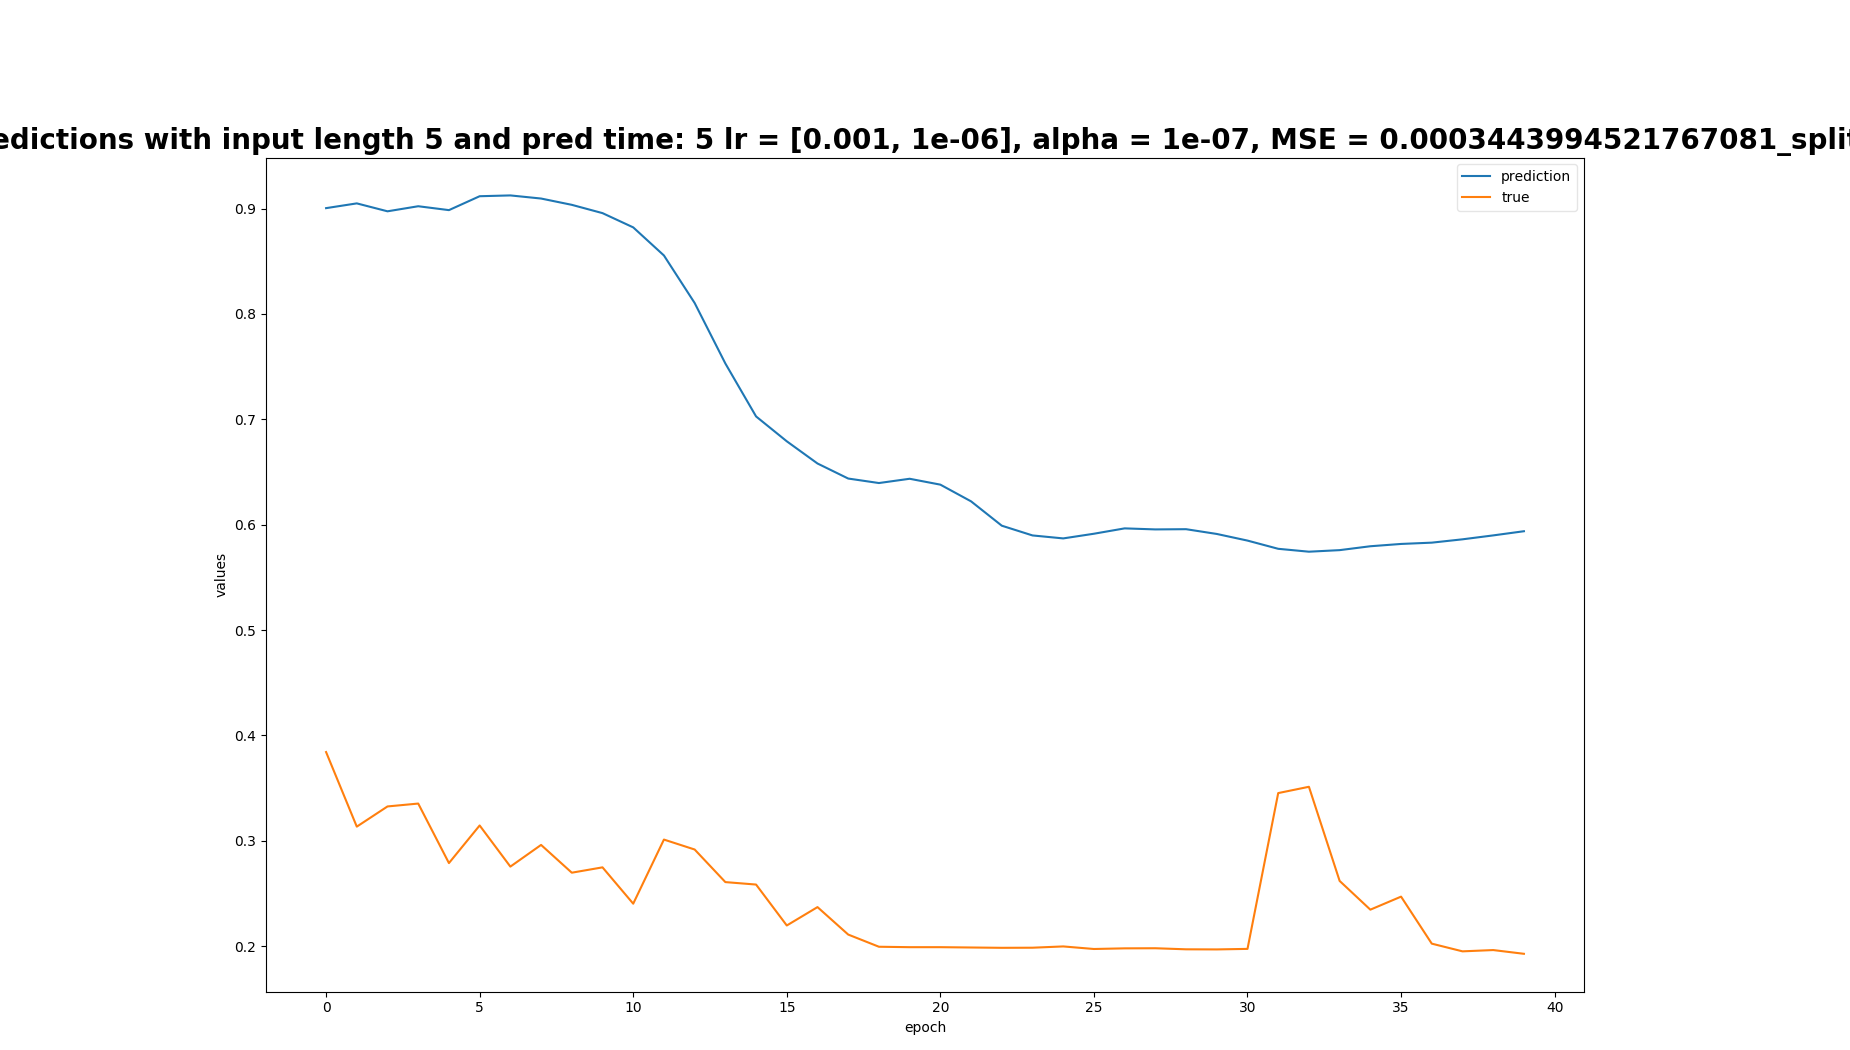 edictions with input length 5 and pred time: 5 lr = [0.001, 1e-06], alpha = 1e-07, MSE = 0.0003443994521767081_split
prediction
true
0.9
0.8
0.7
0.6
0.5
0.4
0.3
0.2
values
0 5 10 15 20 25 30 35 40
epoch